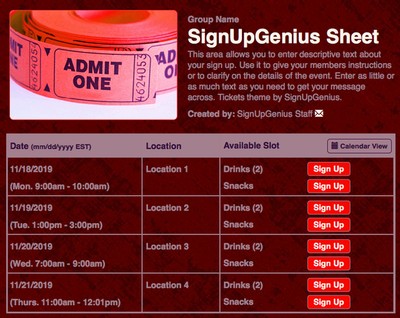 Group Name
SignUpGenius Sheet
This area allows you to enter descriptive text about
your sign up. Use it to give your members instructions
or to clarify on the details of the event. Enter as little or
as much text as you need to get your message
across. Tickets theme by SignUpGenius.
Created by: SignUpGenius Staff
ADMIT
ONE
4624053
4624052
Date (mm/dd/yyyy EST) Location Available Slot Calendar View
11/18/2019 Location 1 Drinks (2) Sign Up
(Mon. 9:00am - 10:00am) Snacks Sign Up
11/19/2019 Location 2 Drinks (2) Sign Up
(Tue. 1:00pm - 3:00pm) Snacks Sign Up
11/20/2019 Location 3 Drinks (2) Sign Up
(Wed. 7:00am - 9:00am) Snacks Sign Up
11/21/2019 Location 4 Drinks (2) Sign Up
(Thurs. 11:00am - 12:01pm) Snacks Sign Up